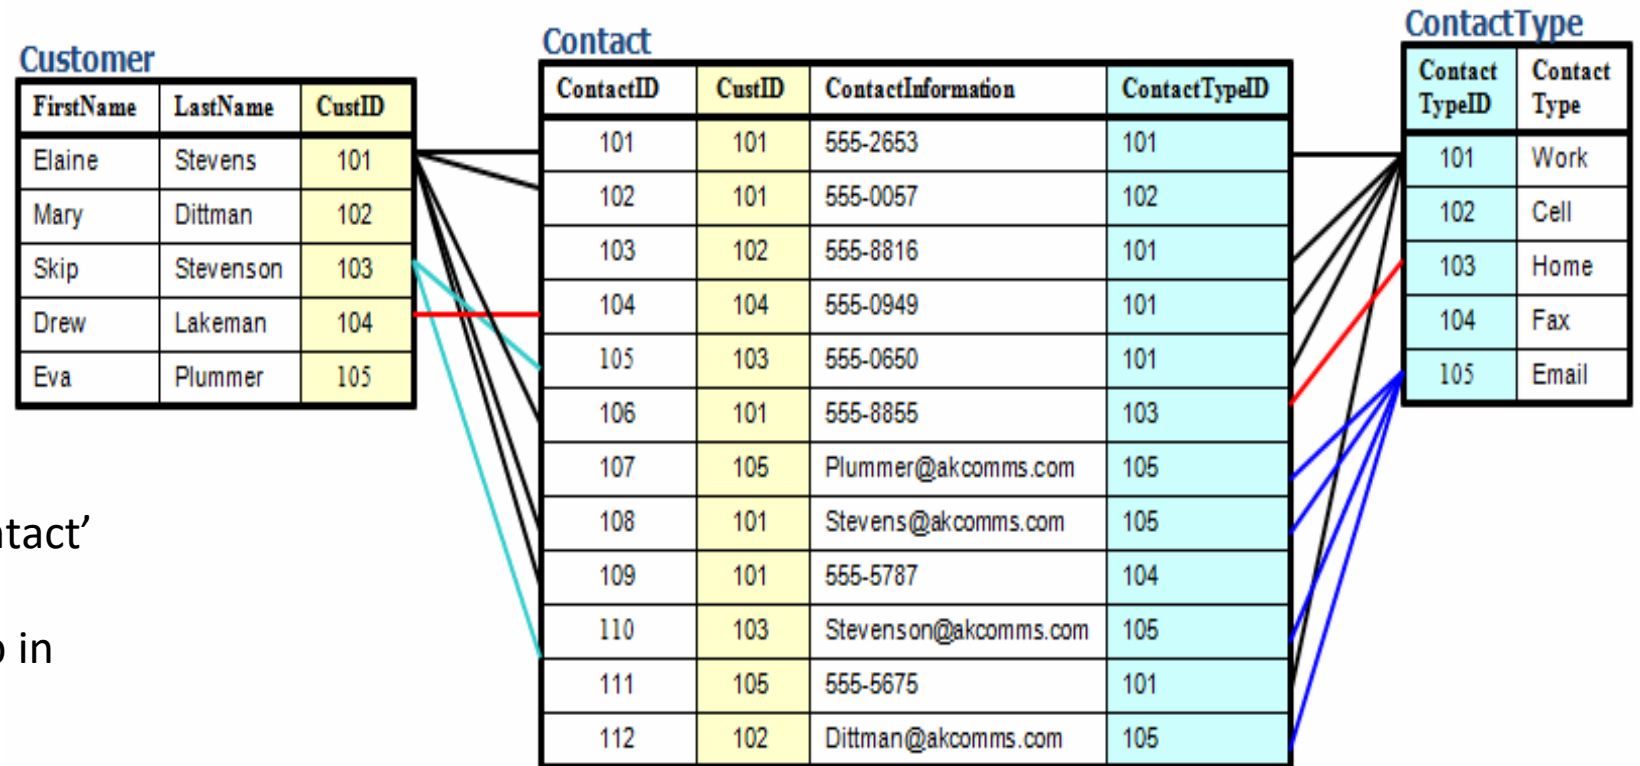 Customer
FirstName LastName CustID
Elaine Stevens 101
Mary Dittman 102
Skip Stevenson 103
Drew Lakeman 104
Eva Plummer 105
ntact’
in
Contact
ContactID CustID ContactInformation ContactTypeID
101 101 555-2653 101
102 101 555-0057 102
103 102 555-8816 101
104 104 555-0949 101
105 103 555-0650 101
106 101 555-8855 103
107 105 Plummer@akcomms.com 105
108 101 Stevens@akcomms.com 105
109 101 555-5787 104
110 103 Stevenson@akcomms.com 105
111 105 555-5675 101
112 102 Dittman@akcomms.com 105
ContactType
Contact Contact
TypeID Type
101 Work
102 Cell
103 Home
104 Fax
105 Email